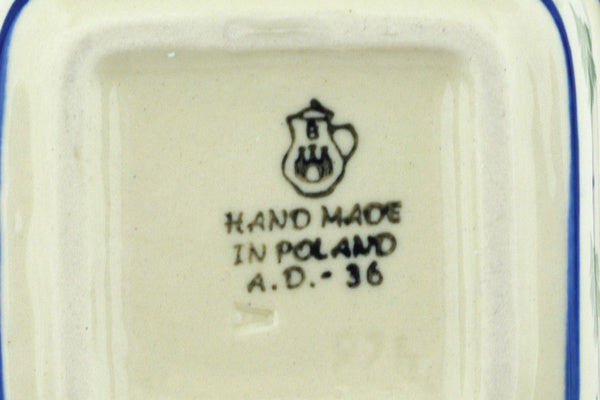 B
HAND MADE
IN POLAND
A.D.- 36
A